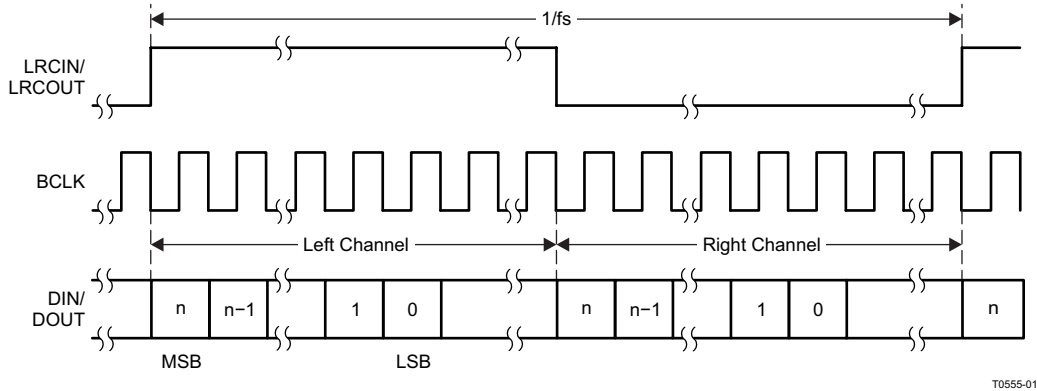 1/fs
LRCIN/
LRCOUT
BCLK
Left Channel
Right Channel
DIN/
DOUT
n
n−1
1
0
n
n−1
1
0
n
MSB
LSB
T0555-01